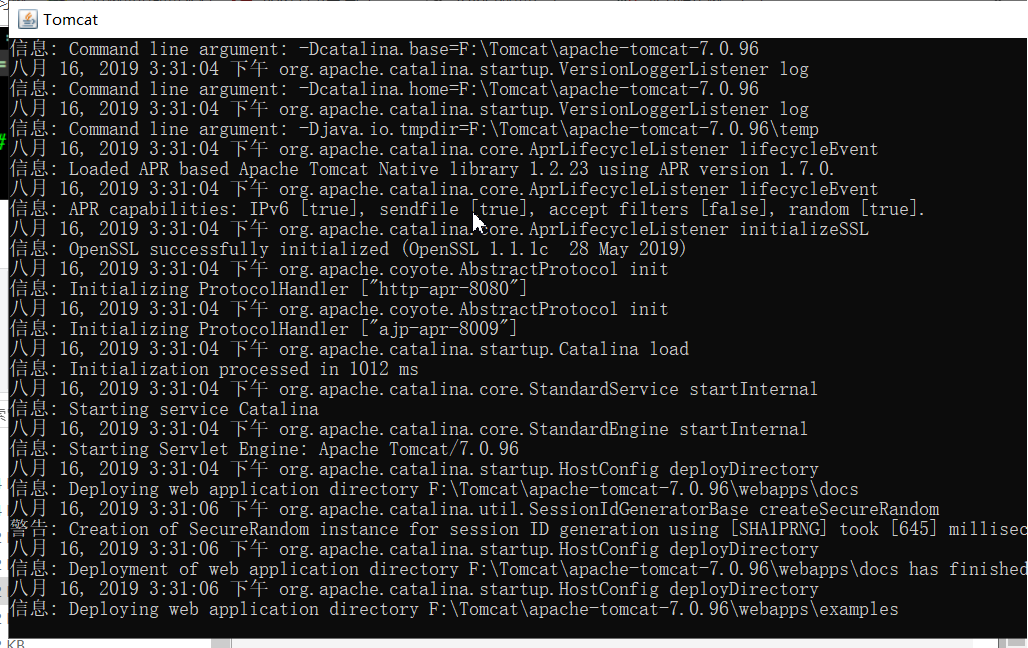 Tomcat
信息: Command line argument: -Dcatalina.base=F:\Tomcat\apache-tomcat-7.0.96
八月 16, 2019 3:31:04 下午 org.apache.catalina.startup.VersionLoggerListener log
信息: Command line argument: -Dcatalina.home=F:\Tomcat\apache-tomcat-7.0.96
八月 16, 2019 3:31:04 下午 org.apache.catalina.startup.VersionLoggerListener log
信息: Command line argument: -Djava.io.tmpdir=F:\Tomcat\apache-tomcat-7.0.96\temp
八月 16, 2019 3:31:04 下午 org.apache.catalina.core.AprLifecycleListener lifecycleEvent
信息: Loaded APR based Apache Tomcat Native library 1.2.23 using APR version 1.7.0.
八月 16, 2019 3:31:04 下午 org.apache.catalina.core.AprLifecycleListener lifecycleEvent
信息: APR capabilities: IPv6 [true], sendfile [true], accept filters [false], random [true].
八月 16, 2019 3:31:04 下午 org.apache.catalina.core.AprLifecycleListener initializeSSL
信息: OpenSSL successfully initialized (OpenSSL 1.1.1c  28 May 2019)
八月 16, 2019 3:31:04 下午 org.apache.coyote.AbstractProtocol init
信息: Initializing ProtocolHandler ["http-apr-8080"]
八月 16, 2019 3:31:04 下午 org.apache.coyote.AbstractProtocol init
信息: Initializing ProtocolHandler ["ajp-apr-8009"]
八月 16, 2019 3:31:04 下午 org.apache.catalina.startup.Catalina load
信息: Initialization processed in 1012 ms
八月 16, 2019 3:31:04 下午 org.apache.catalina.core.StandardService startInternal
信息: Starting service Catalina
八月 16, 2019 3:31:04 下午 org.apache.catalina.core.StandardEngine startInternal
信息: Starting Servlet Engine: Apache Tomcat/7.0.96
八月 16, 2019 3:31:04 下午 org.apache.catalina.startup.HostConfig deployDirectory
信息: Deploying web application directory F:\Tomcat\apache-tomcat-7.0.96\webapps\docs
八月 16, 2019 3:31:06 下午 org.apache.catalina.util.SessionIdGeneratorBase createSecureRandom
警告: Creation of SecureRandom instance for session ID generation using [SHA1PRNG] took [645] millisec
八月 16, 2019 3:31:06 下午 org.apache.catalina.startup.HostConfig deployDirectory
信息: Deployment of web application directory F:\Tomcat\apache-tomcat-7.0.96\webapps\docs has finished
八月 16, 2019 3:31:06 下午 org.apache.catalina.startup.HostConfig deployDirectory
信息: Deploying web application directory F:\Tomcat\apache-tomcat-7.0.96\webapps\examples
KB